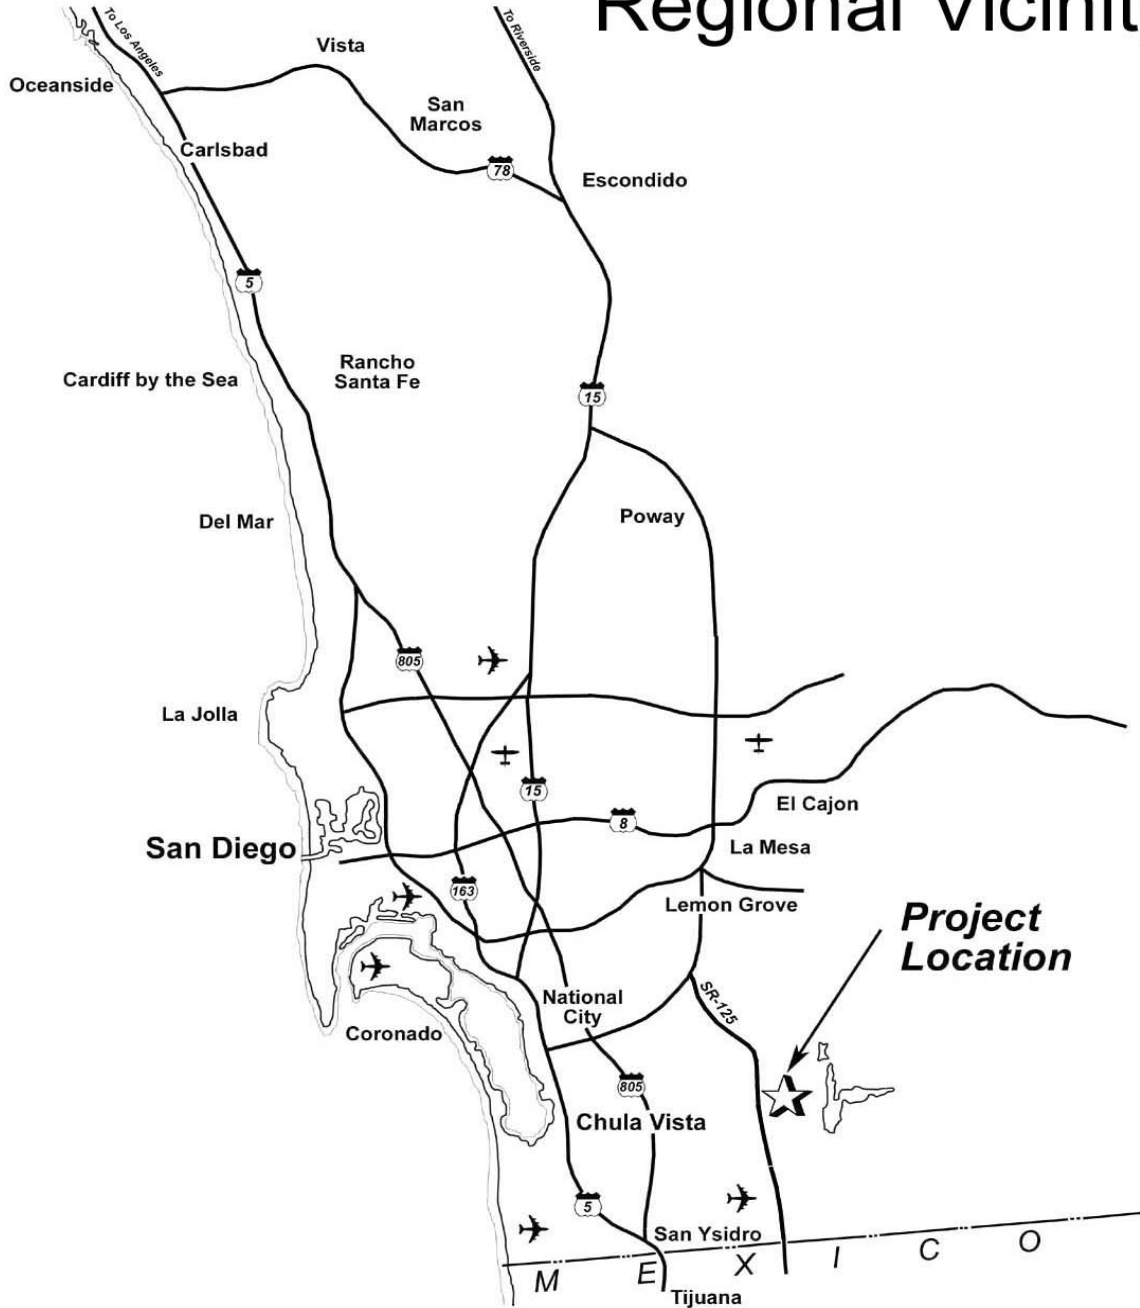 Regional Vicinit
To Los Angeles
To Riverside
Vista
Oceanside
San
Marcos
Carlsbad
78
Escondido
5
Rancho
Santa Fe
Cardiff by the Sea
15
Poway
Del Mar
805
La Jolla
15
El Cajon
8
San Diego
La Mesa
163
Lemon Grove
Project
Location
SR-125
National
City
Coronado
805
Chula Vista
5
San Ysidro
M E X I C O
Tijuana